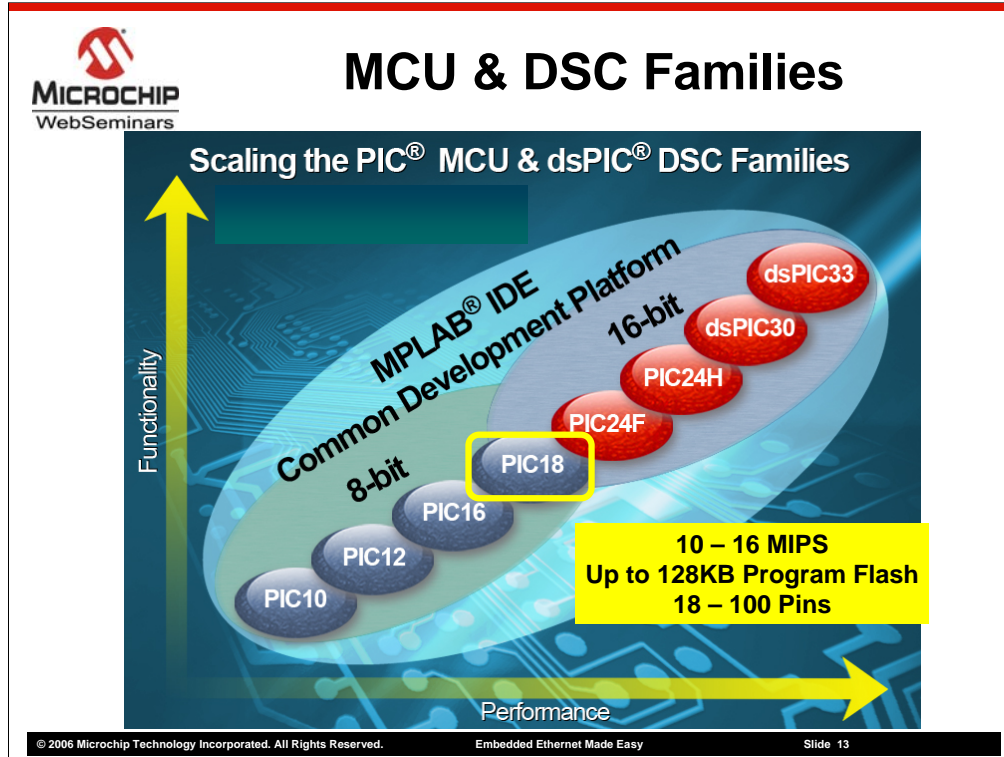 MICROCHIP
WebSeminars
MCU & DSC Families
Scaling the PIC® MCU & dsPIC® DSC Families
Functionality
MPLAB® IDE
Common Development Platform
16-bit
8-bit
dsPIC33
dsPIC30
PIC24H
PIC24F
PIC18
PIC16
PIC12
PIC10
10 – 16 MIPS
Up to 128KB Program Flash
18 – 100 Pins
Performance
© 2006 Microchip Technology Incorporated. All Rights Reserved. Embedded Ethernet Made Easy Slide 13